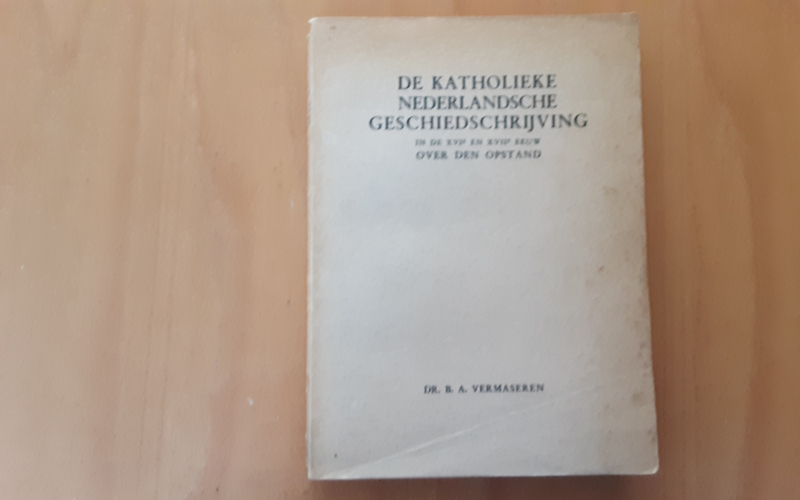 DE KATHOLIEKE
NEDERLANDSCHE
GESCHIEDSCHRIJVING
IN DE XVIᵉ EN XVIIᵉ EEUW
OVER DEN OPSTAND
DR. B. A. VERMASEREN